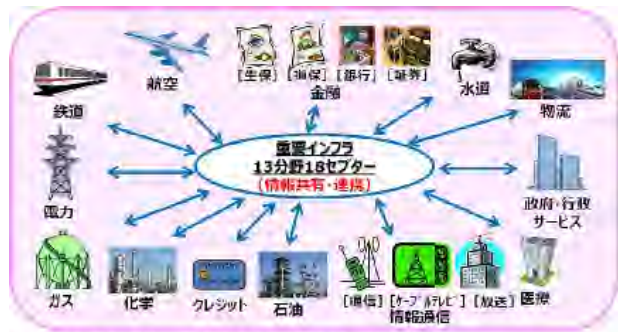 航空
[生保] [損保] [銀行] [証券]
金融
水道
物流
鉄道
重要インフラ
13分野18セプター
(情報共有・連携)
電力
政府・行政
サービス
ガス
化学
クレジット
石油
[通信] [ケーブルテレビ] [放送]
情報通信
医療